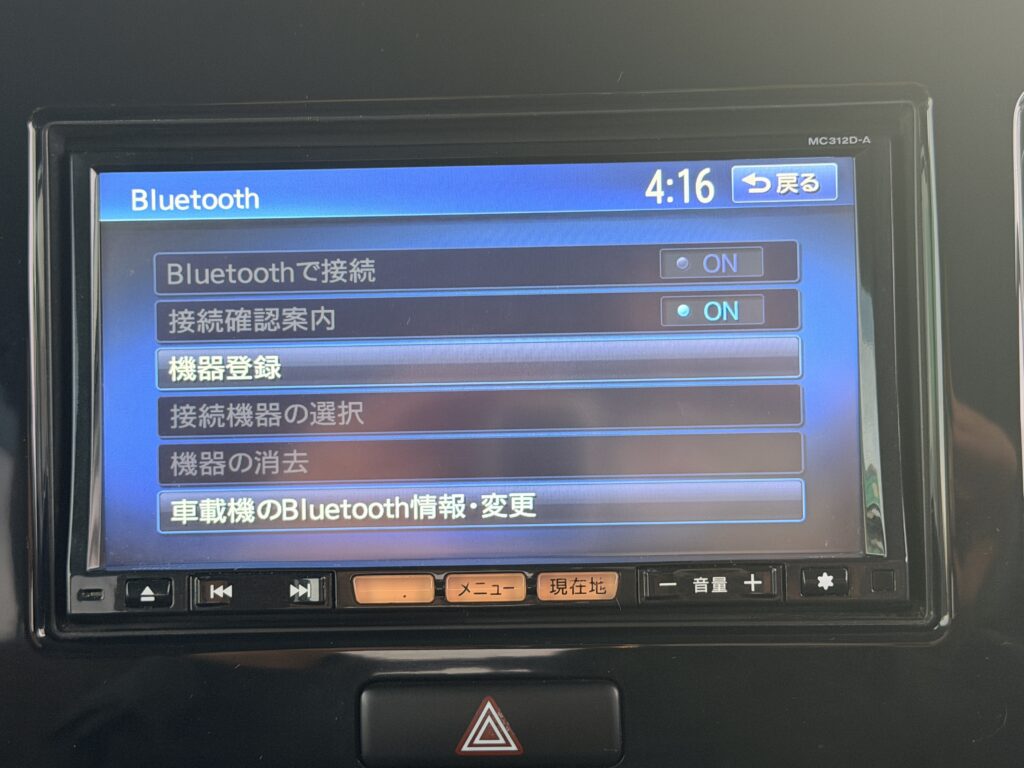 MC312D-A
Bluetooth 4:16 戻る
Bluetoothで接続 ON
接続確認案内 ON
機器登録
接続機器の選択
機器の消去
車載機のBluetooth情報・変更
メニュー 現在地 － 音量 ＋